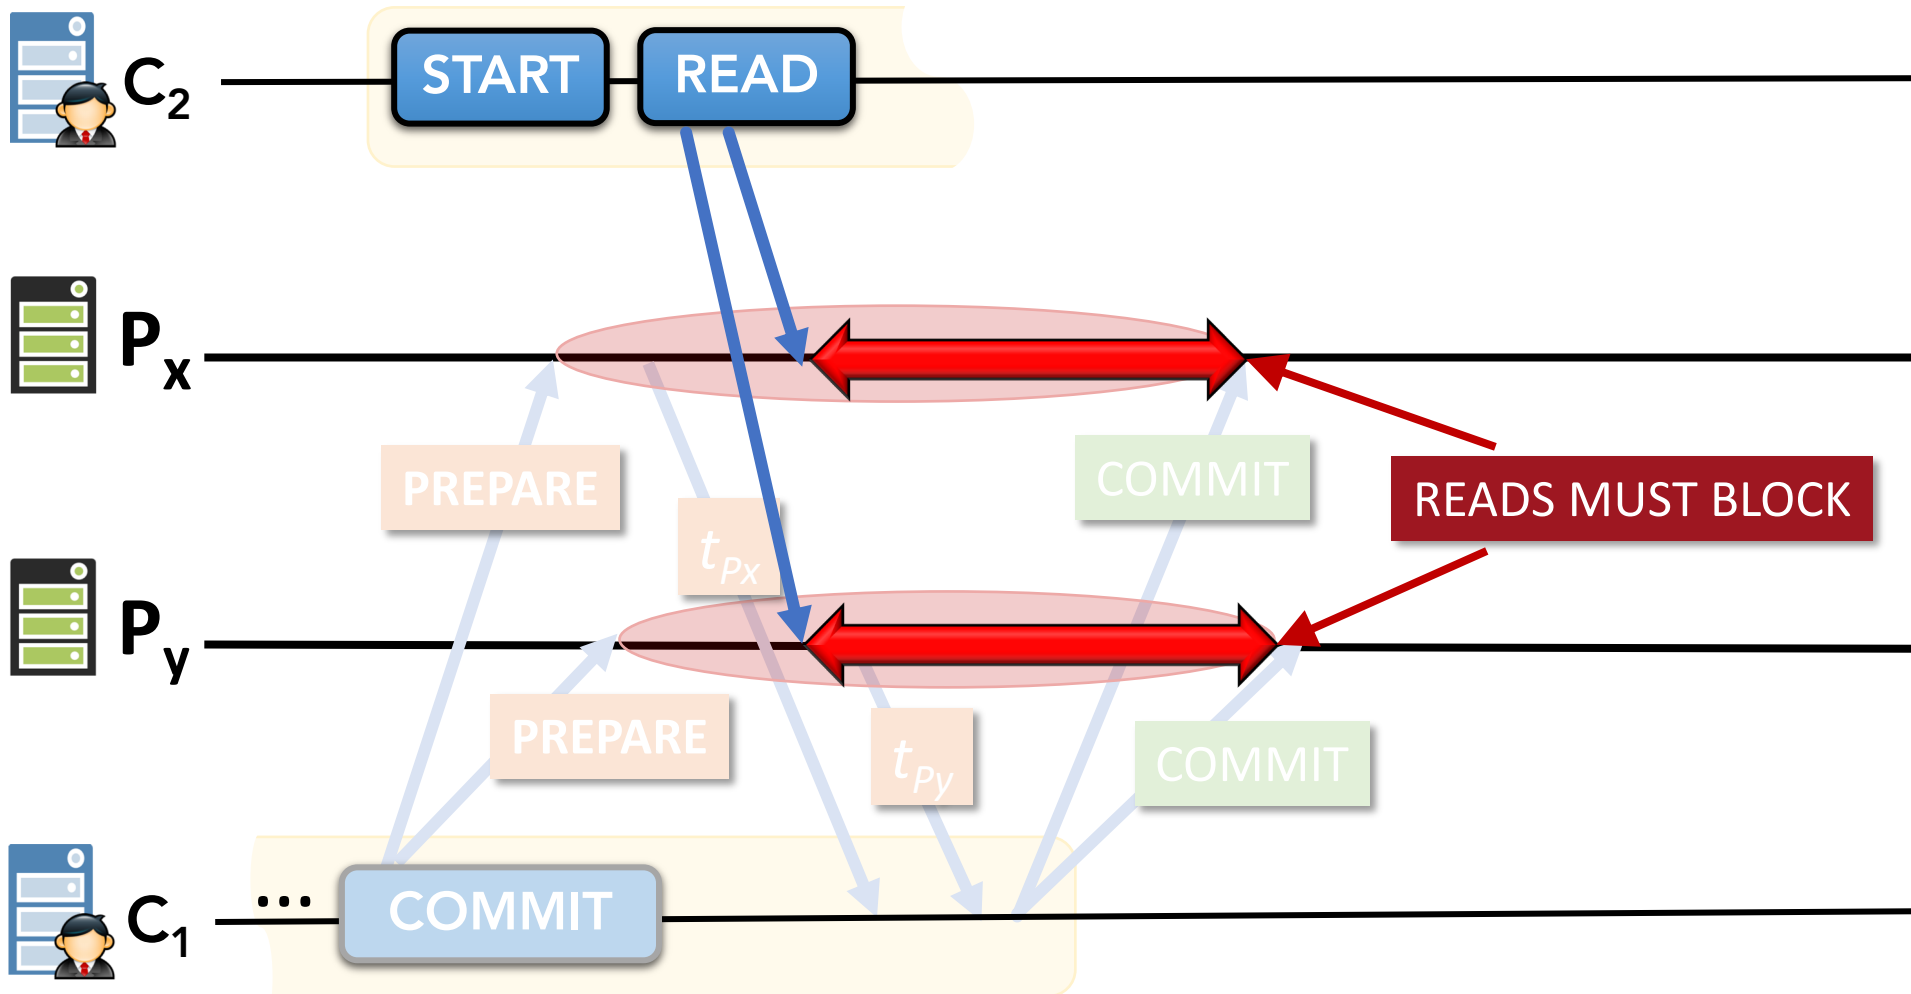 C2
START
READ
Px
PREPARE
COMMIT
READS MUST BLOCK
tPx
Py
PREPARE
tPy
COMMIT
C1
...
COMMIT